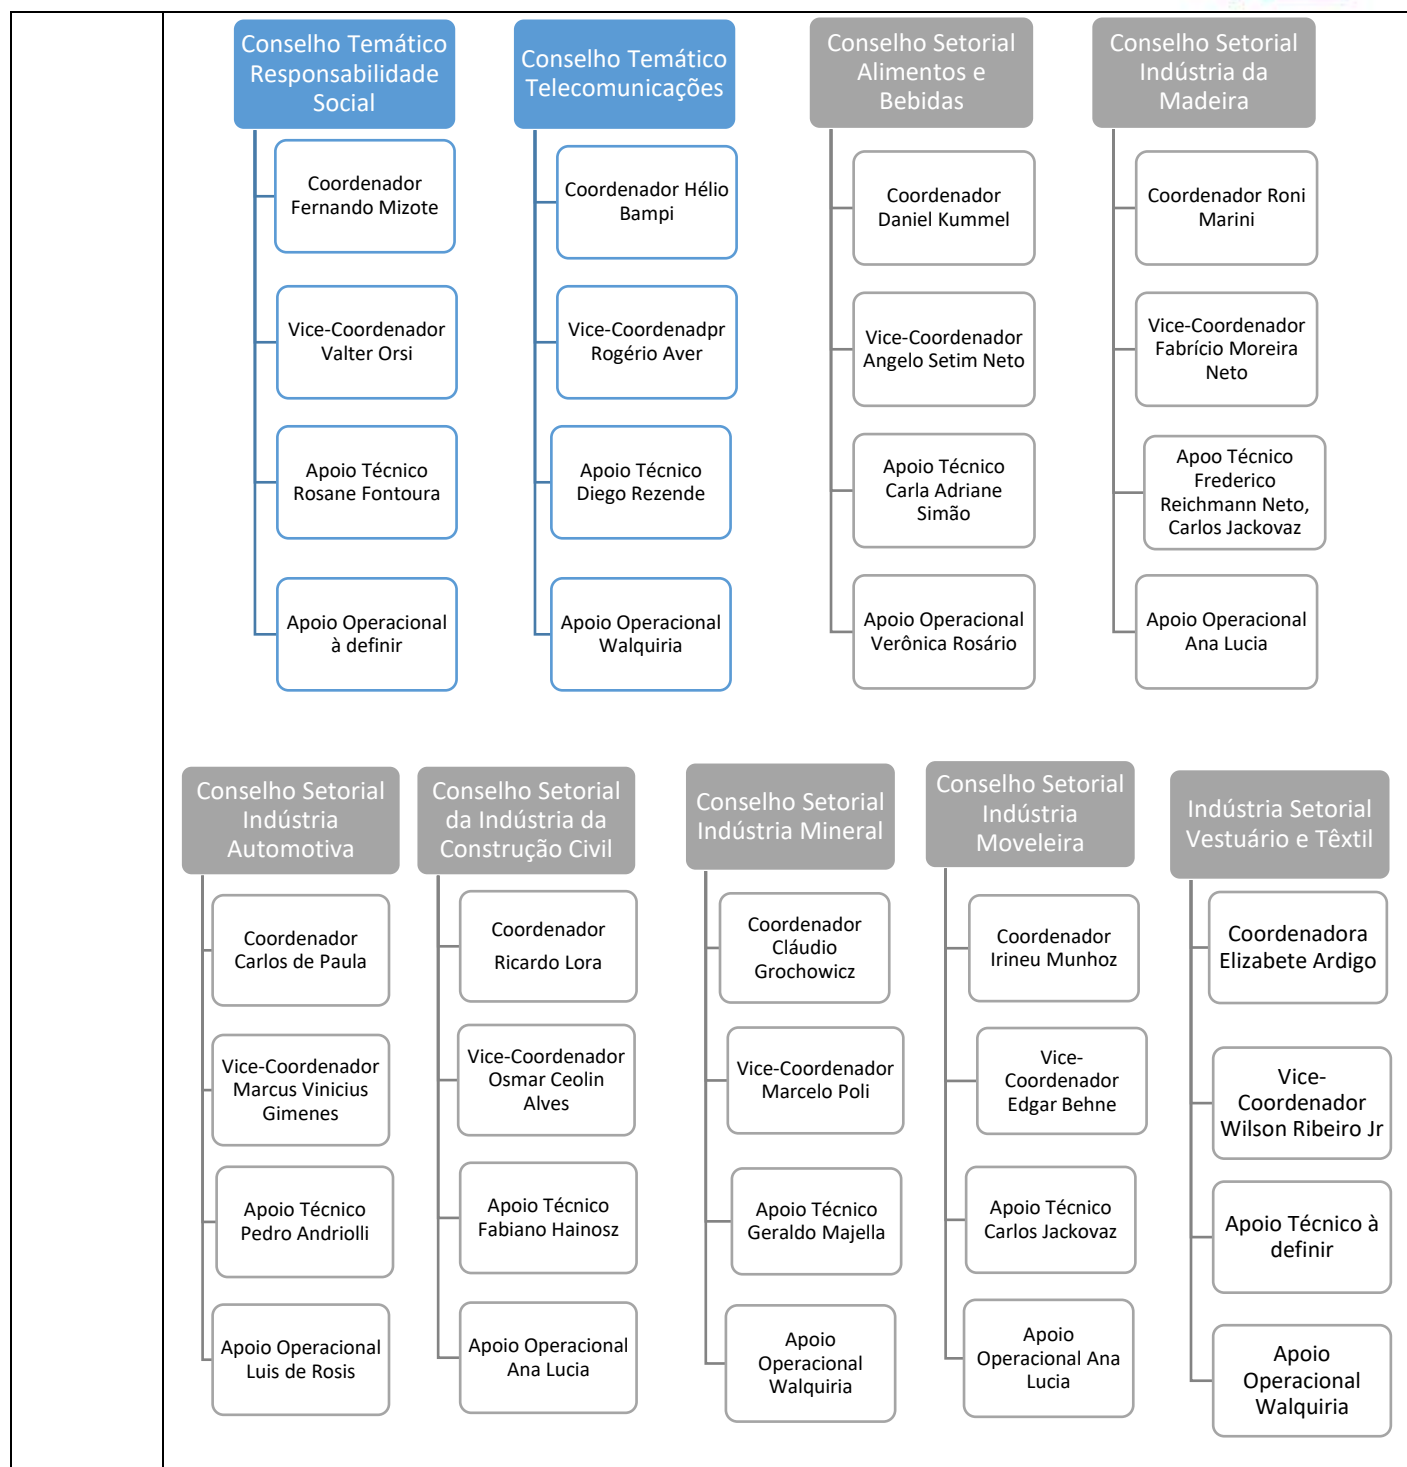 Conselho Temático
Responsabilidade
Social
Coordenador
Fernando Mizote
Vice-Coordenador
Valter Orsi
Apoio Técnico
Rosane Fontoura
Apoio Operacional
à definir
Conselho Temático
Telecomunicações
Coordenador Hélio
Bampi
Vice-Coordenadpr
Rogério Aver
Apoio Técnico
Diego Rezende
Apoio Operacional
Walquiria
Conselho Setorial
Alimentos e
Bebidas
Coordenador
Daniel Kummel
Vice-Coordenador
Angelo Setim Neto
Apoio Técnico
Carla Adriane
Simão
Apoio Operacional
Verônica Rosário
Conselho Setorial
Indústria da
Madeira
Coordenador Roni
Marini
Vice-Coordenador
Fabrício Moreira
Neto
Apoo Técnico
Frederico
Reichmann Neto,
Carlos Jackovaz
Apoio Operacional
Ana Lucia
Conselho Setorial
Indústria
Automotiva
Coordenador
Carlos de Paula
Vice-Coordenador
Marcus Vinicius
Gimenes
Apoio Técnico
Pedro Andriolli
Apoio Operacional
Luis de Rosis
Conselho Setorial
da Indústria da
Construção Civil
Coordenador
Ricardo Lora
Vice-Coordenador
Osmar Ceolin
Alves
Apoio Técnico
Fabiano Hainosz
Apoio Operacional
Ana Lucia
Conselho Setorial
Indústria Mineral
Coordenador
Cláudio
Grochowicz
Vice-Coordenador
Marcelo Poli
Apoio Técnico
Geraldo Majella
Apoio
Operacional
Walquiria
Conselho Setorial
Indústria
Moveleira
Coordenador
Irineu Munhoz
Vice-
Coordenador
Edgar Behne
Apoio Técnico
Carlos Jackovaz
Apoio
Operacional Ana
Lucia
Indústria Setorial
Vestuário e Têxtil
Coordenadora
Elizabete Ardigo
Vice-
Coordenador
Wilson Ribeiro Jr
Apoio Técnico à
definir
Apoio
Operacional
Walquiria